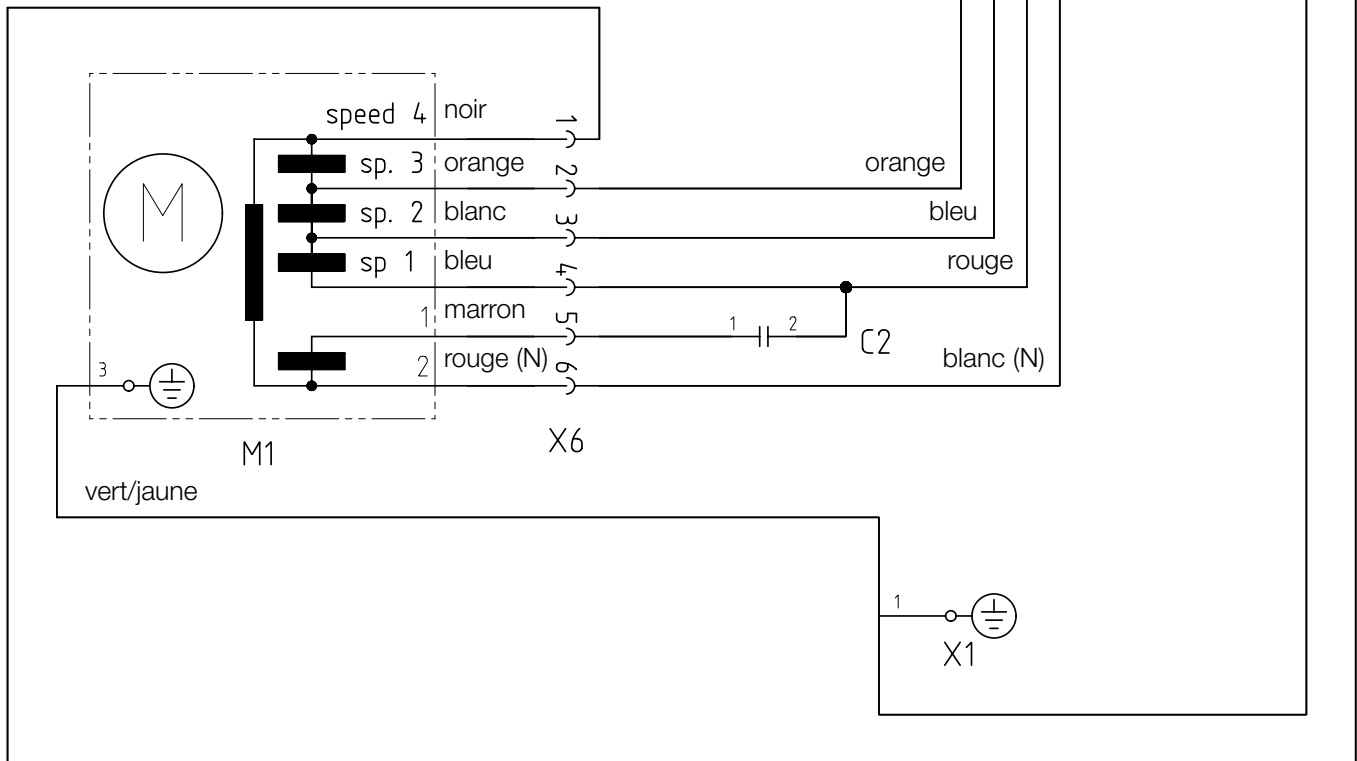 speed 4 noir 1
sp. 3 orange 2 orange
sp. 2 blanc 3 bleu
sp 1 bleu 4 rouge
1 marron 5 1 2 C2
2 rouge (N) 6 blanc (N)
M
3
M1 X6
vert/jaune
1
X1